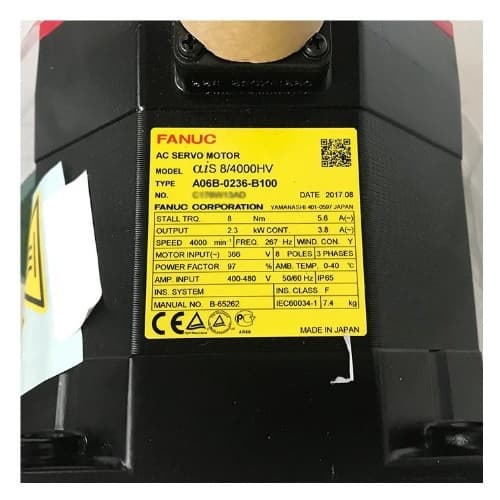 FANUC
AC SERVO MOTOR
MODEL αiS 8/4000HV
TYPE A06B-0236-B100
NO. DATE 2017.08
FANUC CORPORATION YAMANASHI 401-0597 JAPAN
STALL TRQ. 8 Nm 5.6 A(~)
OUTPUT 2.3 kW CONT. 3.8 A(~)
SPEED 4000 min⁻¹ FREQ. 267 Hz WIND. CON. Y
MOTOR INPUT(~) 366 V 8 POLES 3 PHASES
POWER FACTOR 97 % AMB. TEMP. 0-40 ℃
AMP. INPUT 400-480 V 50/60 Hz IP65
INS. SYSTEM INS. CLASS F
MANUAL NO. B-65262 IEC60034-1 7.4 kg
CE
MADE IN JAPAN